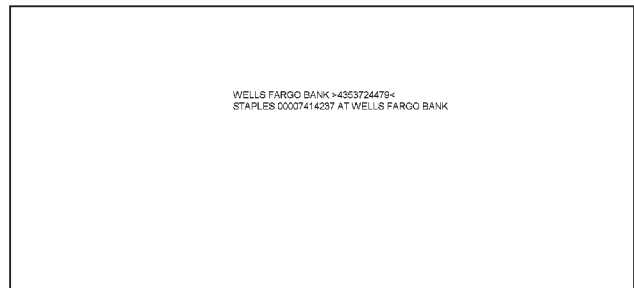 WELLS FARGO BANK >4353724479<
STAPLES 00007414237 AT WELLS FARGO BANK